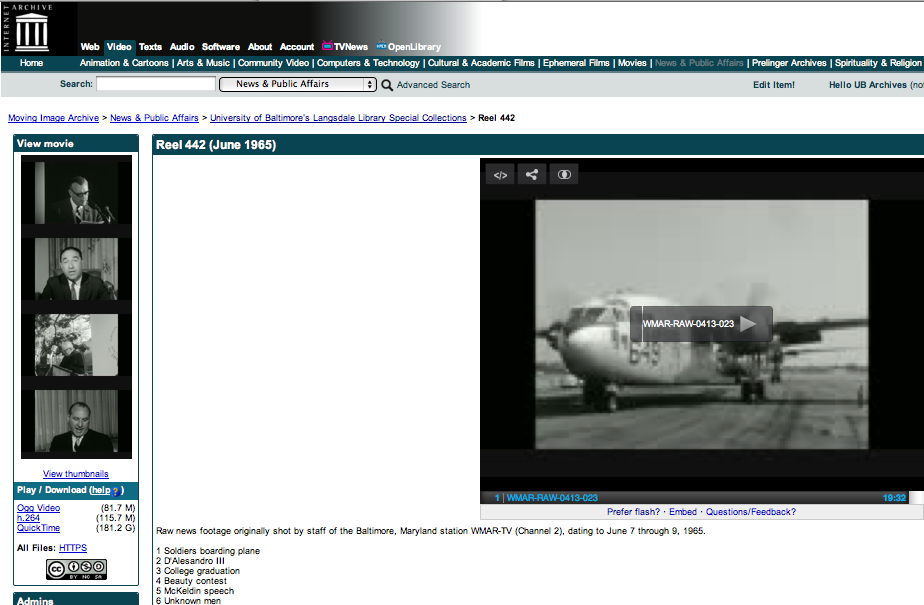 INTERNET ARCHIVE
Web Video Texts Audio Software About Account TVNews OpenLibrary
Home Animation & Cartoons | Arts & Music | Community Video | Computers & Technology | Cultural & Academic Films | Ephemeral Films | Movies | News & Public Affairs | Prelinger Archives | Spirituality & Religion
Search: News & Public Affairs Advanced Search Edit Item! Hello UB Archives (no
Moving Image Archive > News & Public Affairs > University of Baltimore's Langsdale Library Special Collections > Reel 442
View movie
Reel 442 (June 1965)
</>
WMAR-RAW-0413-023
View thumbnails
Play / Download (help?)
Ogg Video (81.7 M)
h.264 (115.7 M)
QuickTime (181.2 G)
All Files: HTTPS
cc
BY NC SA
Admins
1 | WMAR-RAW-0413-023 19:32
Prefer flash? · Embed · Questions/Feedback?
Raw news footage originally shot by staff of the Baltimore, Maryland station WMAR-TV (Channel 2), dating to June 7 through 9, 1965.
1 Soldiers boarding plane
2 D'Alesandro III
3 College graduation
4 Beauty contest
5 McKeldin speech
6 Unknown men